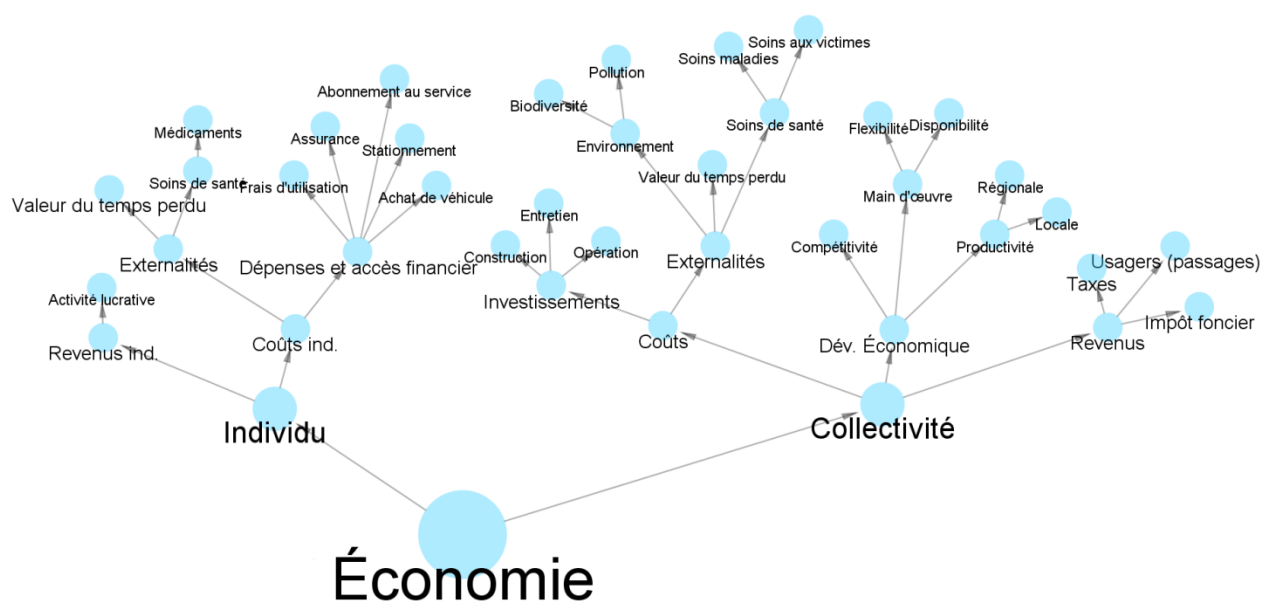 Soins aux victimes
Soins maladies
Pollution
Abonnement au service
Biodiversité
Médicaments
Assurance
Stationnement
Environnement
Soins de santé
Flexibilité
Disponibilité
Valeur du temps perdu
Soins de santé
Frais d'utilisation
Achat de véhicule
Valeur du temps perdu
Main d'œuvre
Régionale
Entretien
Locale
Construction
Opération
Compétitivité
Productivité
Externalités
Dépenses et accès financier
Externalités
Usagers (passages)
Taxes
Activité lucrative
Investissements
Impôt foncier
Revenus ind.
Coûts ind.
Coûts
Dév. Économique
Revenus
Individu
Collectivité
Économie